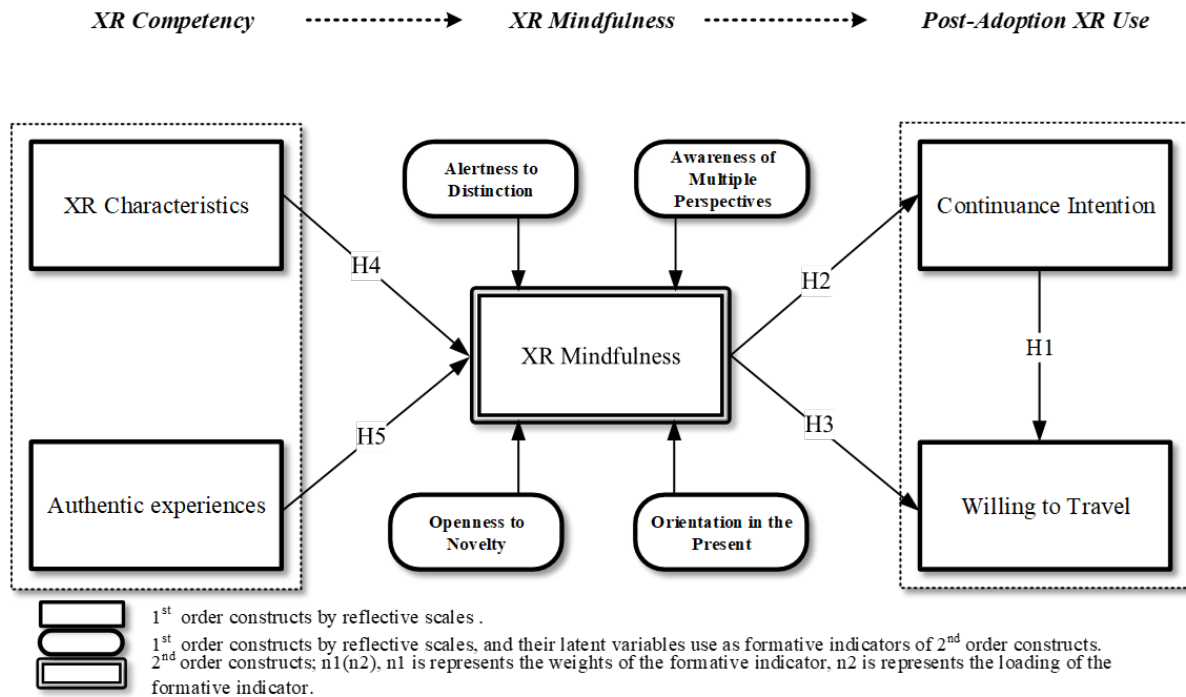 XR Competency
XR Mindfulness
Post-Adoption XR Use
XR Characteristics
Alertness to
Distinction
Awareness of
Multiple
Perspectives
Continuance Intention
H4
H2
XR Mindfulness
H1
H5
H3
Authentic experiences
Openness to
Novelty
Orientation in the
Present
Willing to Travel
1st order constructs by reflective scales .
1st order constructs by reflective scales, and their latent variables use as formative indicators of 2nd order constructs.
2nd order constructs; n1(n2), n1 is represents the weights of the formative indicator, n2 is represents the loading of the
formative indicator.